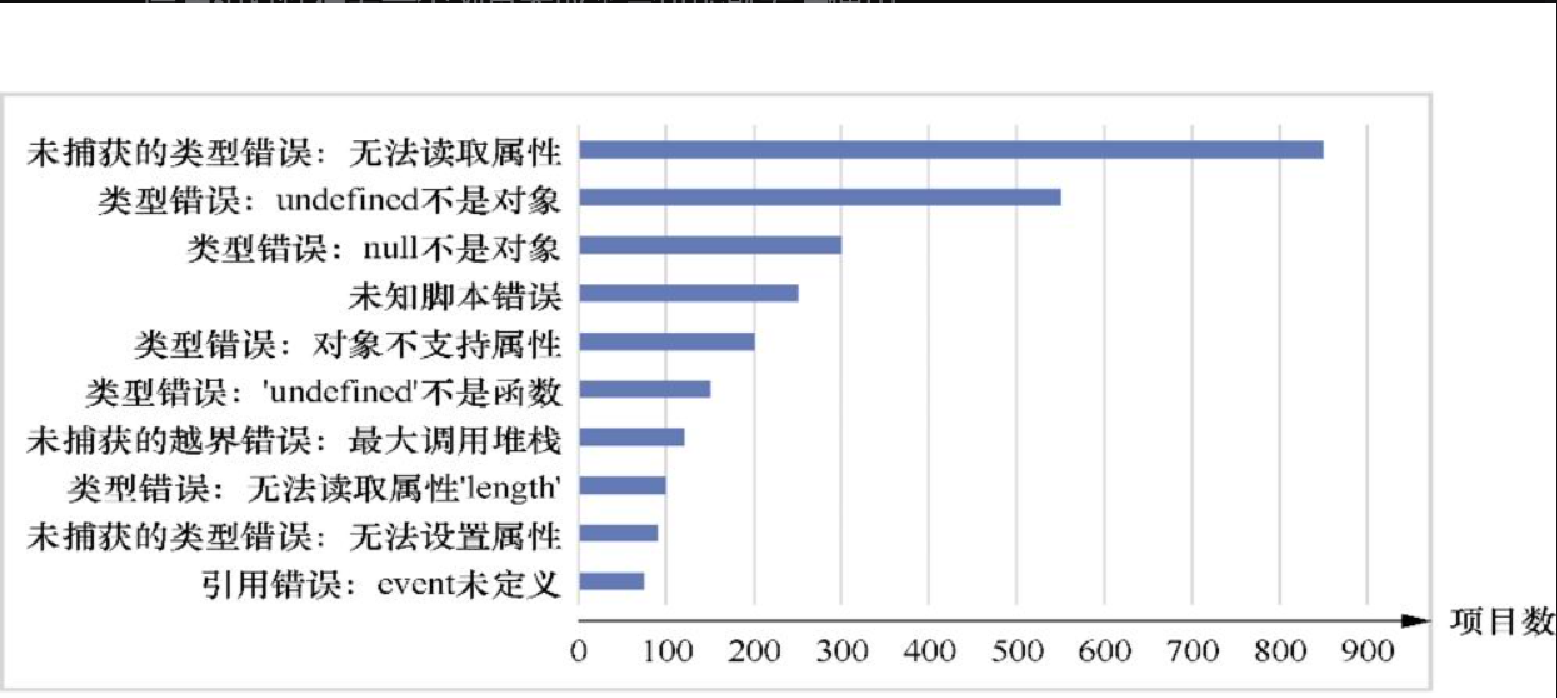 未捕获的类型错误：无法读取属性
类型错误：undefined不是对象
类型错误：null不是对象
未知脚本错误
类型错误：对象不支持属性
类型错误：'undefined'不是函数
未捕获的越界错误：最大调用堆栈
类型错误：无法读取属性'length'
未捕获的类型错误：无法设置属性
引用错误：event未定义
项目数
0 100 200 300 400 500 600 700 800 900